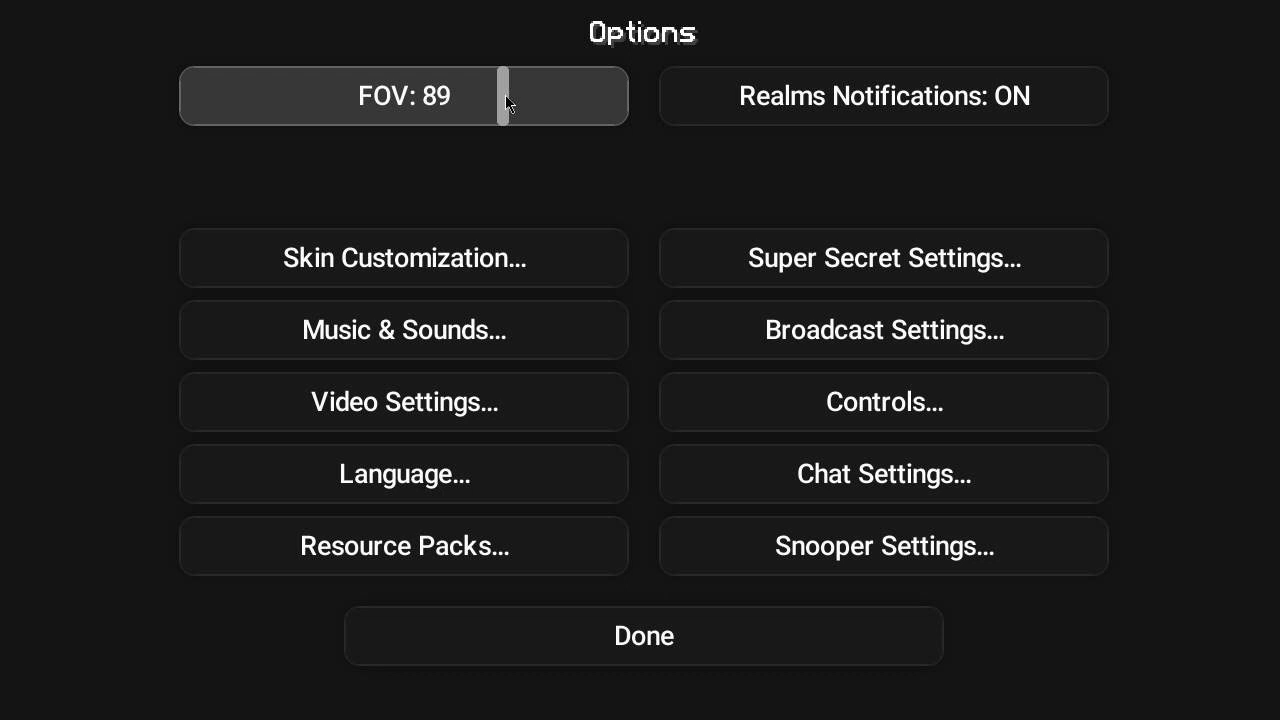 Options
FOV: 89
Realms Notifications: ON
Skin Customization...
Super Secret Settings...
Music & Sounds...
Broadcast Settings...
Video Settings...
Controls...
Language...
Chat Settings...
Resource Packs...
Snooper Settings...
Done